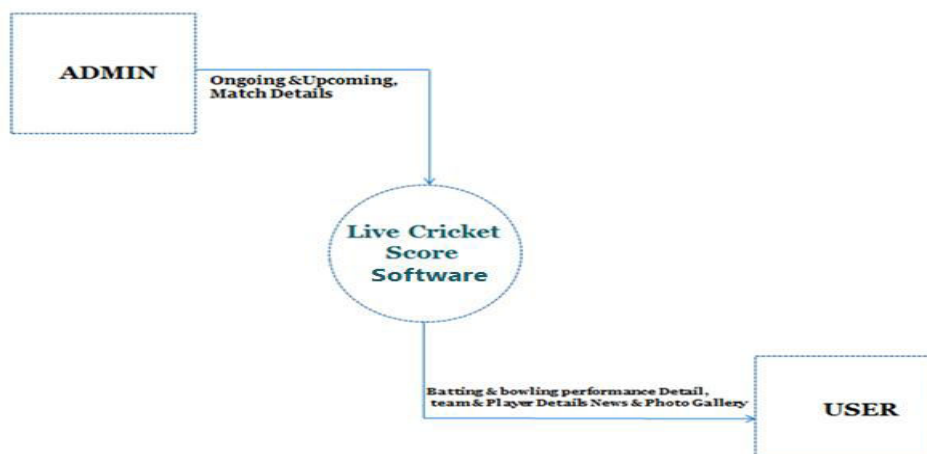 ADMIN
Ongoing &Upcoming,
Match Details
Live Cricket
Score
Software
Batting & bowling performance Detail,
team & Player Details News & Photo Gallery
USER